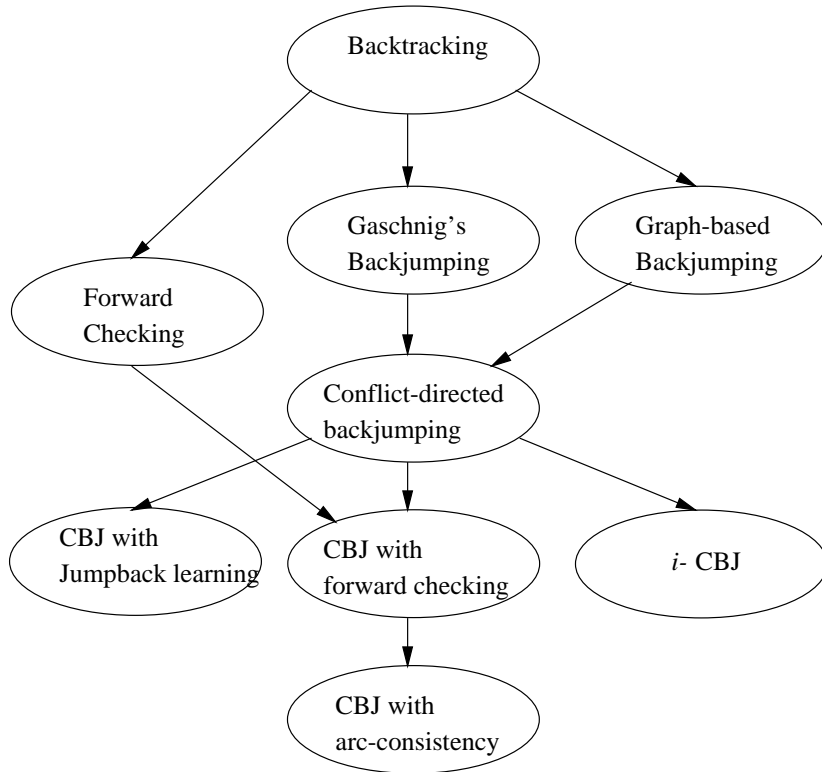 Backtracking
Gaschnig's
Backjumping
Graph-based
Backjumping
Forward
Checking
Conflict-directed
backjumping
CBJ with
Jumpback learning
CBJ with
forward checking
i- CBJ
CBJ with
arc-consistency